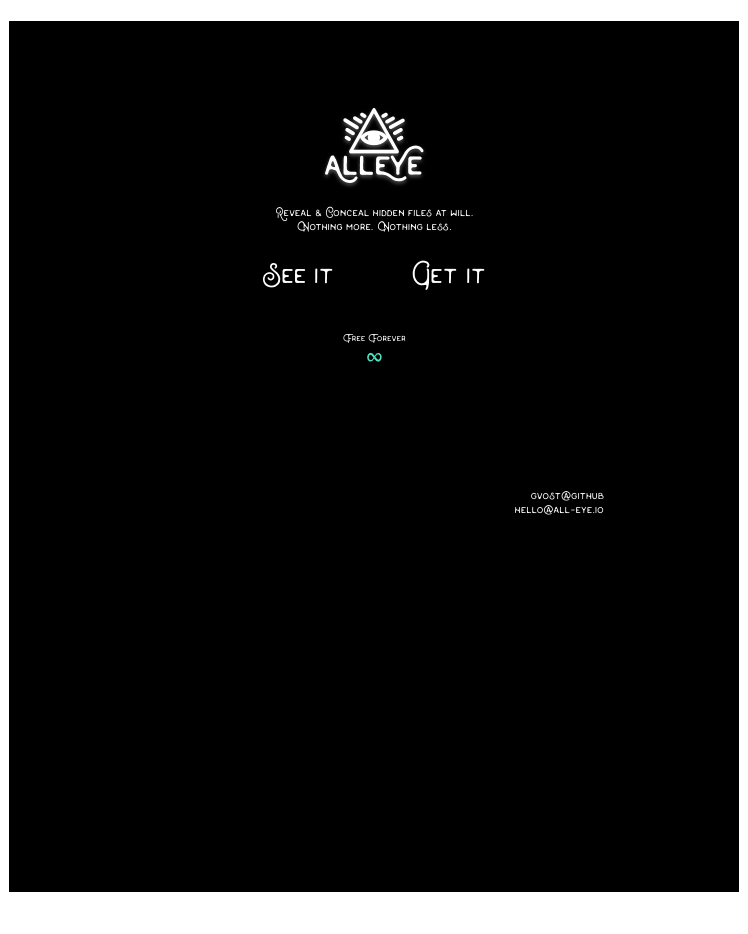 ALLEYE
Reveal & Conceal hidden files at will.
Nothing more. Nothing less.
See it
Get it
Free Forever
∞
gvost@github
hello@all-eye.io